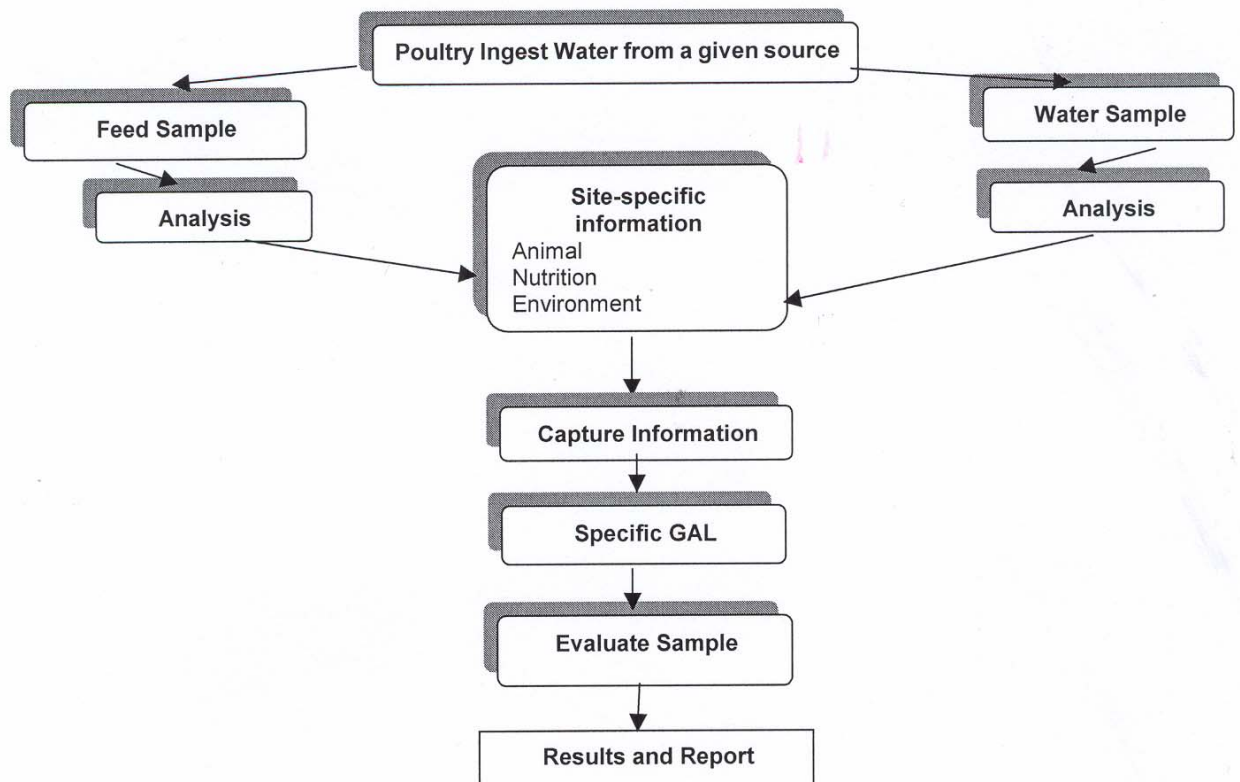 Poultry Ingest Water from a given source
Feed Sample
Water Sample
Analysis
Analysis
Site-specific
information
Animal
Nutrition
Environment
Capture Information
Specific GAL
Evaluate Sample
Results and Report